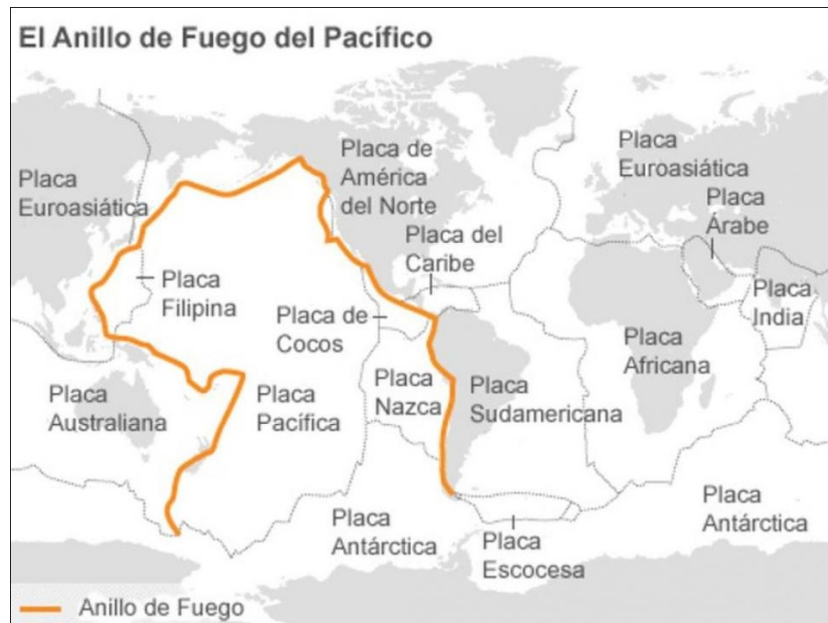 El Anillo de Fuego del Pacífico
Placa
Euroasiática
Placa de
América
del Norte
Placa
Euroasiática
Placa
Árabe
Placa del
Caribe
Placa
Filipina
Placa de
Cocos
Placa
India
Placa
Africana
Placa
Australiana
Placa
Pacífica
Placa
Nazca
Placa
Sudamericana
Placa
Antárctica
Placa
Escocesa
Placa
Antárctica
Anillo de Fuego